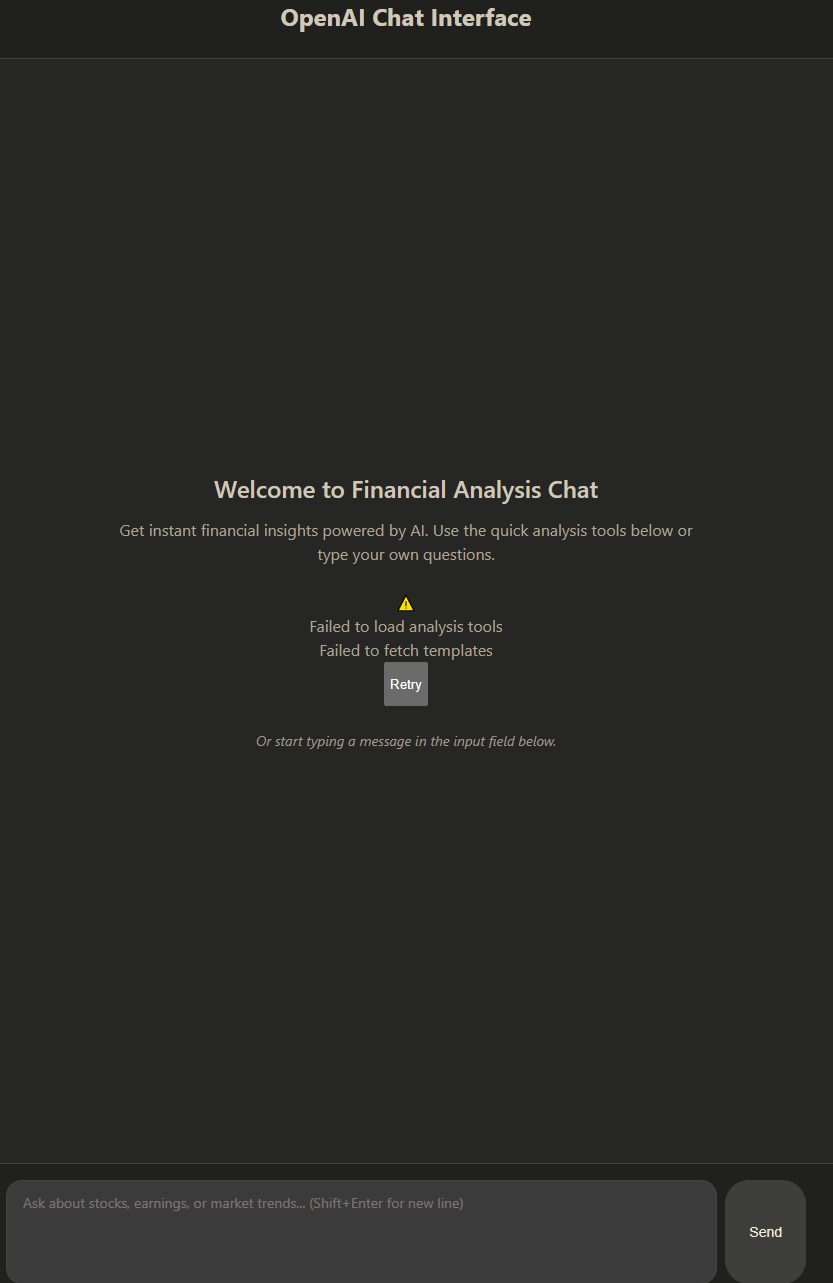 OpenAI Chat Interface
Welcome to Financial Analysis Chat
Get instant financial insights powered by AI. Use the quick analysis tools below or
type your own questions.
Failed to load analysis tools
Failed to fetch templates
Retry
Or start typing a message in the input field below.
Ask about stocks, earnings, or market trends... (Shift+Enter for new line)
Send